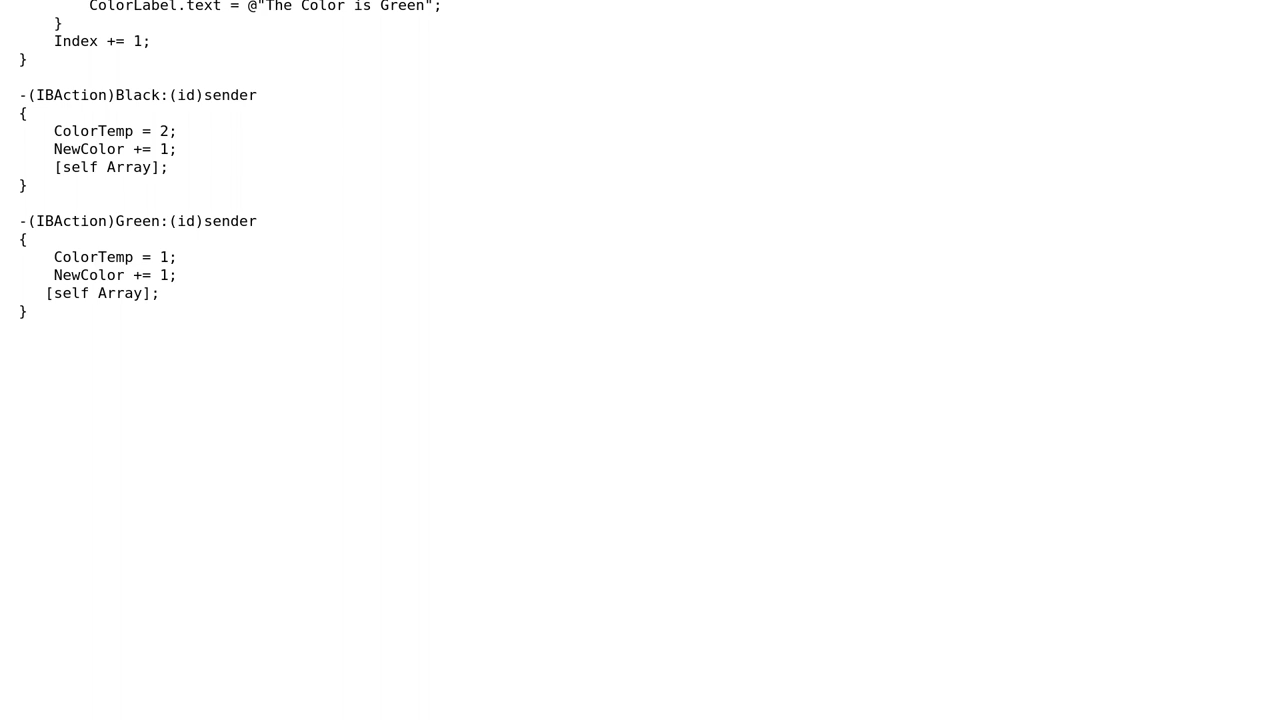 ColorLabel.text = @"The Color is Green";
    }
    Index += 1;
}

-(IBAction)Black:(id)sender
{
    ColorTemp = 2;
    NewColor += 1;
    [self Array];
}

-(IBAction)Green:(id)sender
{
    ColorTemp = 1;
    NewColor += 1;
   [self Array];
}